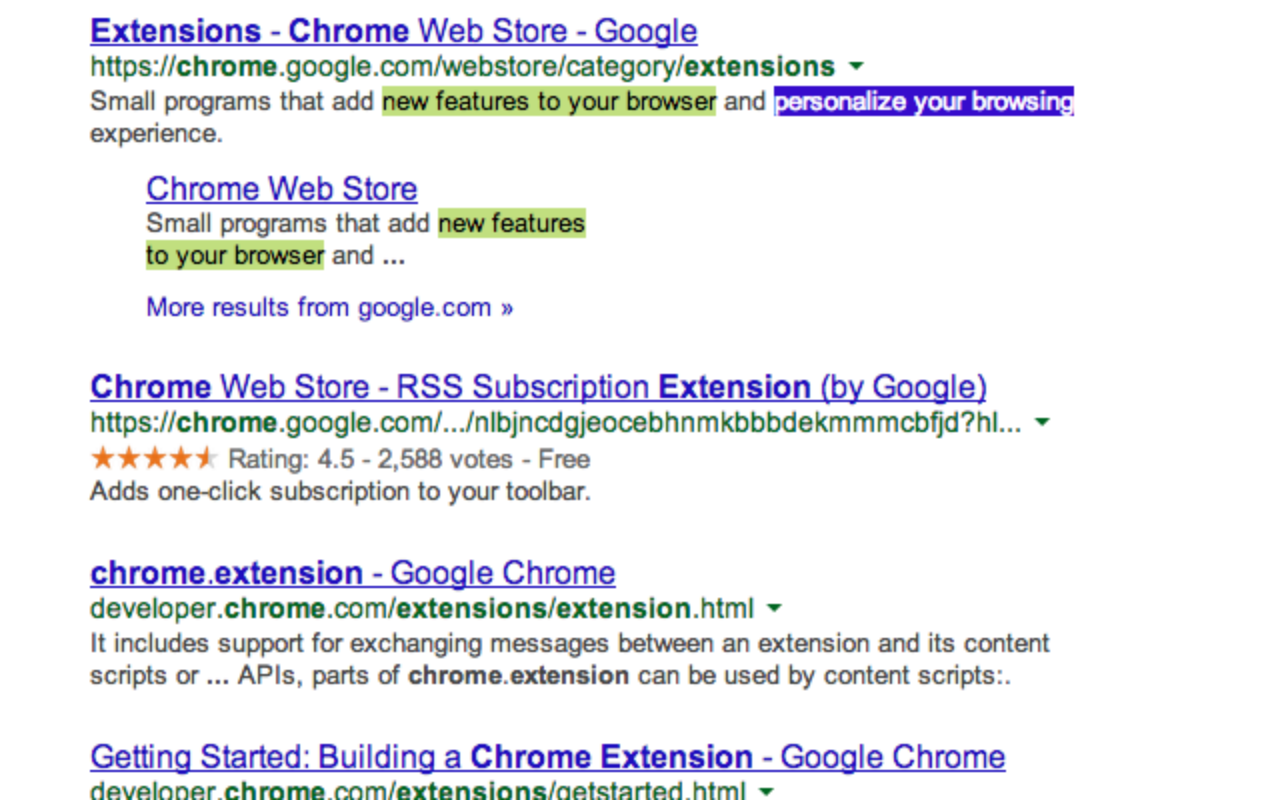 Extensions - Chrome Web Store - Google
https://chrome.google.com/webstore/category/extensions
Small programs that add new features to your browser and personalize your browsing
experience.
Chrome Web Store
Small programs that add new features
to your browser and ...
More results from google.com »
Chrome Web Store - RSS Subscription Extension (by Google)
https://chrome.google.com/.../nlbjncdgjeocebhnmkbbbdekmmmcbfjd?hl...
Rating: 4.5 - 2,588 votes - Free
Adds one-click subscription to your toolbar.
chrome.extension - Google Chrome
developer.chrome.com/extensions/extension.html
It includes support for exchanging messages between an extension and its content
scripts or ... APIs, parts of chrome.extension can be used by content scripts:.
Getting Started: Building a Chrome Extension - Google Chrome
developer.chrome.com/extensions/getstarted.html